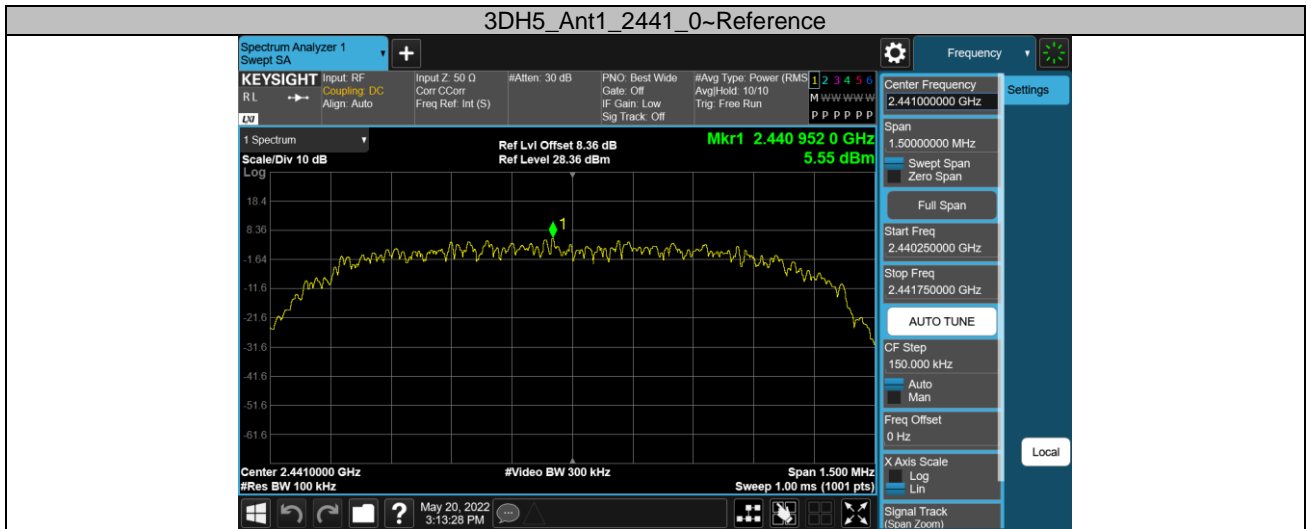 3DH5_Ant1_2441_0~Reference
Spectrum Analyzer 1
Swept SA
+
Frequency
KEYSIGHT
R L
LXI
Input: RF
Coupling: DC
Align: Auto
Input Z: 50 Ω
Corr CCorr
Freq Ref: Int (S)
#Atten: 30 dB
PNO: Best Wide
Gate: Off
IF Gain: Low
Sig Track: Off
#Avg Type: Power (RMS
Avg|Hold: 10/10
Trig: Free Run
1 2 3 4 5 6
M W W W W W
P P P P P P
1 Spectrum
Scale/Div 10 dB
Log
Ref Lvl Offset 8.36 dB
Ref Level 28.36 dBm
Mkr1 2.440 952 0 GHz
5.55 dBm
18.4
8.36
-1.64
-11.6
-21.6
-31.6
-41.6
-51.6
-61.6
1
Center 2.4410000 GHz
#Res BW 100 kHz
#Video BW 300 kHz
Span 1.500 MHz
Sweep 1.00 ms (1001 pts)
Center Frequency
2.441000000 GHz
Settings
Span
1.50000000 MHz
Swept Span
Zero Span
Full Span
Start Freq
2.440250000 GHz
Stop Freq
2.441750000 GHz
AUTO TUNE
CF Step
150.000 kHz
Auto
Man
Freq Offset
0 Hz
X Axis Scale
Log
Lin
Local
Signal Track
(Span Zoom)
?
May 20, 2022
3:13:28 PM